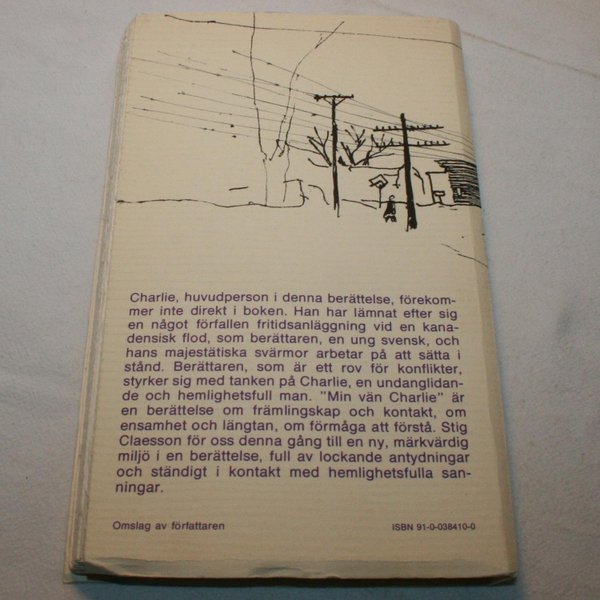 Charlie, huvudperson i denna berättelse, förekom-
mer inte direkt i boken. Han har lämnat efter sig
en något förfallen fritidsanläggning vid en kana-
densisk flod, som berättaren, en ung svensk, och
hans majestätiska svärmor arbetar på att sätta i
stånd. Berättaren, som är ett rov för konflikter,
styrker sig med tanken på Charlie, en undanglidan-
de och hemlighetsfull man. "Min vän Charlie" är
en berättelse om främlingskap och kontakt, om
ensamhet och längtan, om förmåga att förstå. Stig
Claesson för oss denna gång till en ny, märkvärdig
miljö i en berättelse, full av lockande antydningar
och ständigt i kontakt med hemlighetsfulla san-
ningar.
Omslag av författaren
ISBN 91-0-038410-0